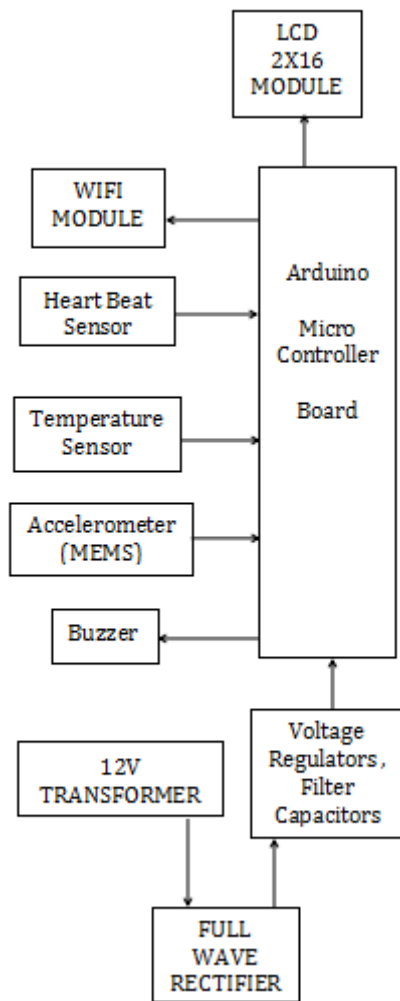 LCD
2X16
MODULE
WIFI
MODULE
Heart Beat
Sensor
Temperature
Sensor
Accelerometer
(MEMS)
Buzzer
Arduino
Micro
Controller
Board
12V
TRANSFORMER
Voltage
Regulators,
Filter
Capacitors
FULL
WAVE
RECTIFIER